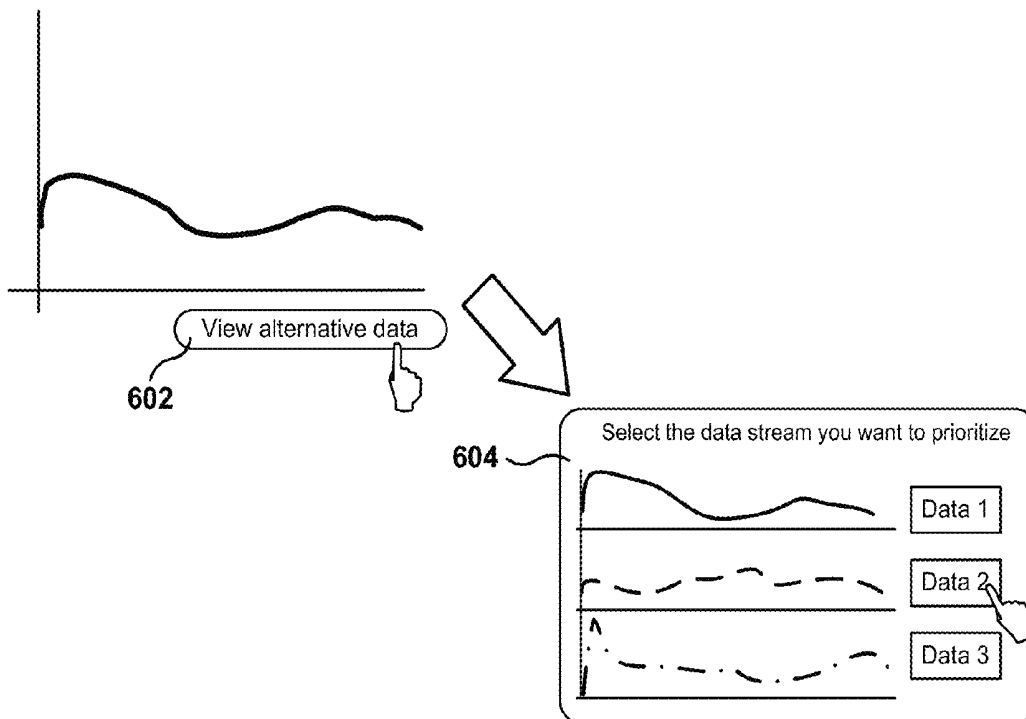 View alternative data
602
Select the data stream you want to prioritize
604
Data 1
Data 2
Data 3